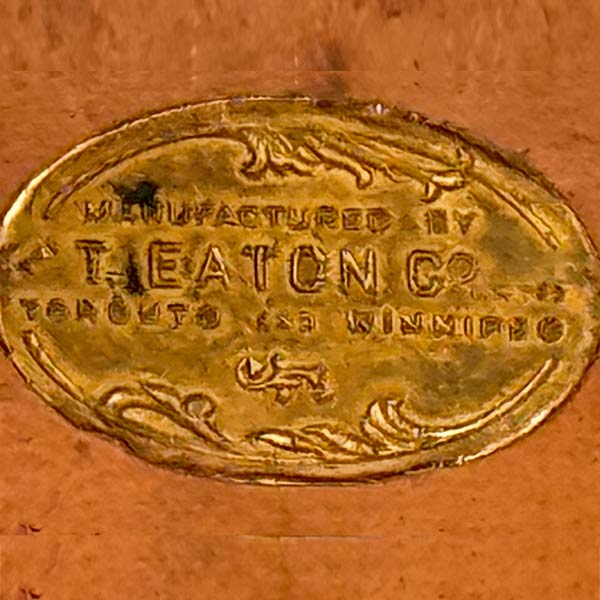 MANUFACTURED BY
T. EATON Co
TORONTO AND WINNIPEG